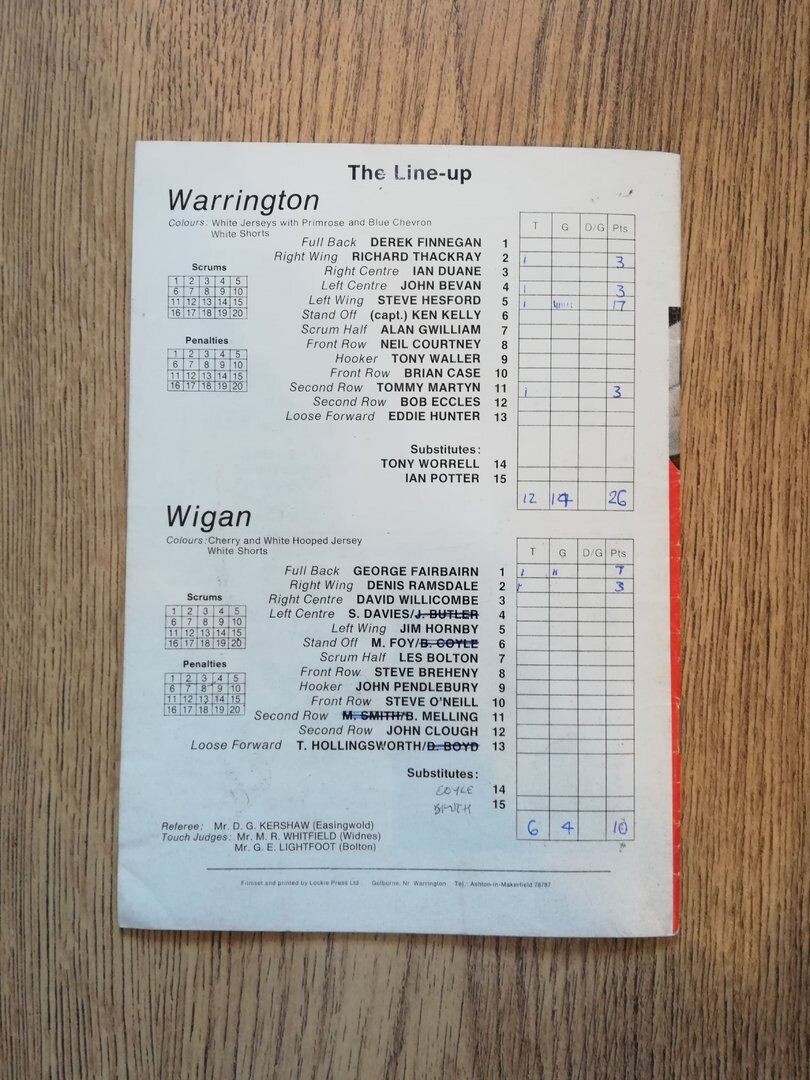 The Line-up
Warrington
Colours: White Jerseys with Primrose and Blue Chevron
White Shorts
T G D/G Pts
Full Back DEREK FINNEGAN 1
Right Wing RICHARD THACKRAY 2 1 3
Right Centre IAN DUANE 3
Left Centre JOHN BEVAN 4 1 3
Left Wing STEVE HESFORD 5 1 17
Stand Off (capt.) KEN KELLY 6
Scrum Half ALAN GWILLIAM 7
Front Row NEIL COURTNEY 8
Hooker TONY WALLER 9
Front Row BRIAN CASE 10
Second Row TOMMY MARTYN 11 1 3
Second Row BOB ECCLES 12
Loose Forward EDDIE HUNTER 13
Scrums
1 2 3 4 5
6 7 8 9 10
11 12 13 14 15
16 17 18 19 20
Penalties
1 2 3 4 5
6 7 8 9 10
11 12 13 14 15
16 17 18 19 20
Substitutes:
TONY WORRELL 14
IAN POTTER 15
12 14 26
Wigan
Colours: Cherry and White Hooped Jersey
White Shorts
T G D/G Pts
Full Back GEORGE FAIRBAIRN 1 1 11 7
Right Wing DENIS RAMSDALE 2 1 3
Right Centre DAVID WILLICOMBE 3
Left Centre S. DAVIES/J. BUTLER 4
Left Wing JIM HORNBY 5
Stand Off M. FOY/B. COYLE 6
Scrum Half LES BOLTON 7
Front Row STEVE BREHENY 8
Hooker JOHN PENDLEBURY 9
Front Row STEVE O'NEILL 10
Second Row M. SMITH/B. MELLING 11
Second Row JOHN CLOUGH 12
Loose Forward T. HOLLINGSWORTH/D. BOYD 13
Scrums
1 2 3 4 5
6 7 8 9 10
11 12 13 14 15
16 17 18 19 20
Penalties
1 2 3 4 5
6 7 8 9 10
11 12 13 14 15
16 17 18 19 20
Substitutes:
COYLE 14
SMITH 15
6 4 10
Referee: Mr. D. G. KERSHAW (Easingwold)
Touch Judges: Mr. M. R. WHITFIELD (Widnes)
Mr. G. E. LIGHTFOOT (Bolton)
Filmset and printed by Lockie Press Ltd Golborne, Nr. Warrington Tel.: Ashton-in-Makerfield 78787